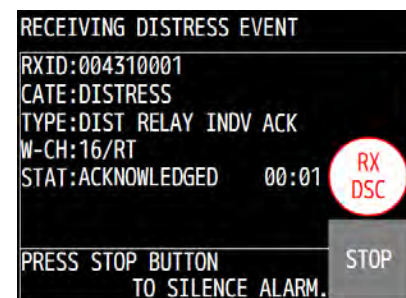 RECEIVING DISTRESS EVENT
RXID:004310001
CATE:DISTRESS
TYPE:DIST RELAY INDV ACK
W-CH:16/RT
STAT:ACKNOWLEDGED 00:01
RX
DSC
PRESS STOP BUTTON
TO SILENCE ALARM.
STOP